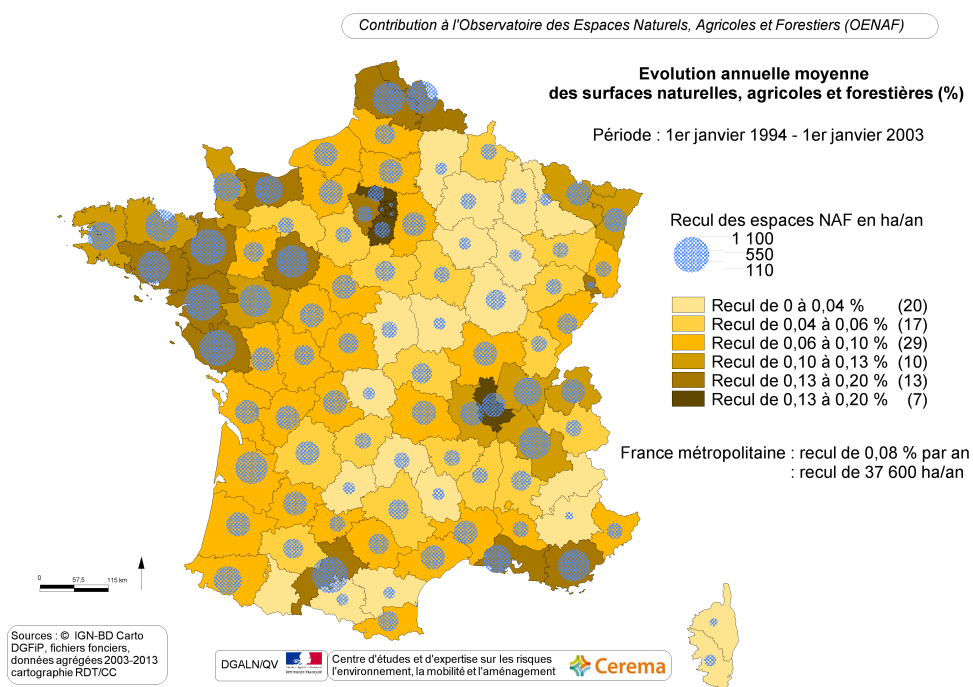 Contribution à l'Observatoire des Espaces Naturels, Agricoles et Forestiers (OENAF)
Evolution annuelle moyenne
des surfaces naturelles, agricoles et forestières (%)
Période : 1er janvier 1994 - 1er janvier 2003
Recul des espaces NAF en ha/an
1 100
550
110
Recul de 0 à 0,04 % (20)
Recul de 0,04 à 0,06 % (17)
Recul de 0,06 à 0,10 % (29)
Recul de 0,10 à 0,13 % (10)
Recul de 0,13 à 0,20 % (13)
Recul de 0,13 à 0,20 % (7)
France métropolitaine : recul de 0,08 % par an
: recul de 37 600 ha/an
0 57,5 115 km
Sources : © IGN-BD Carto
DGFiP, fichiers fonciers,
données agrégées 2003-2013
cartographie RDT/CC
DGALN/QV
Centre d'études et d'expertise sur les risques
l'environnement, la mobilité et l'aménagement
Cerema